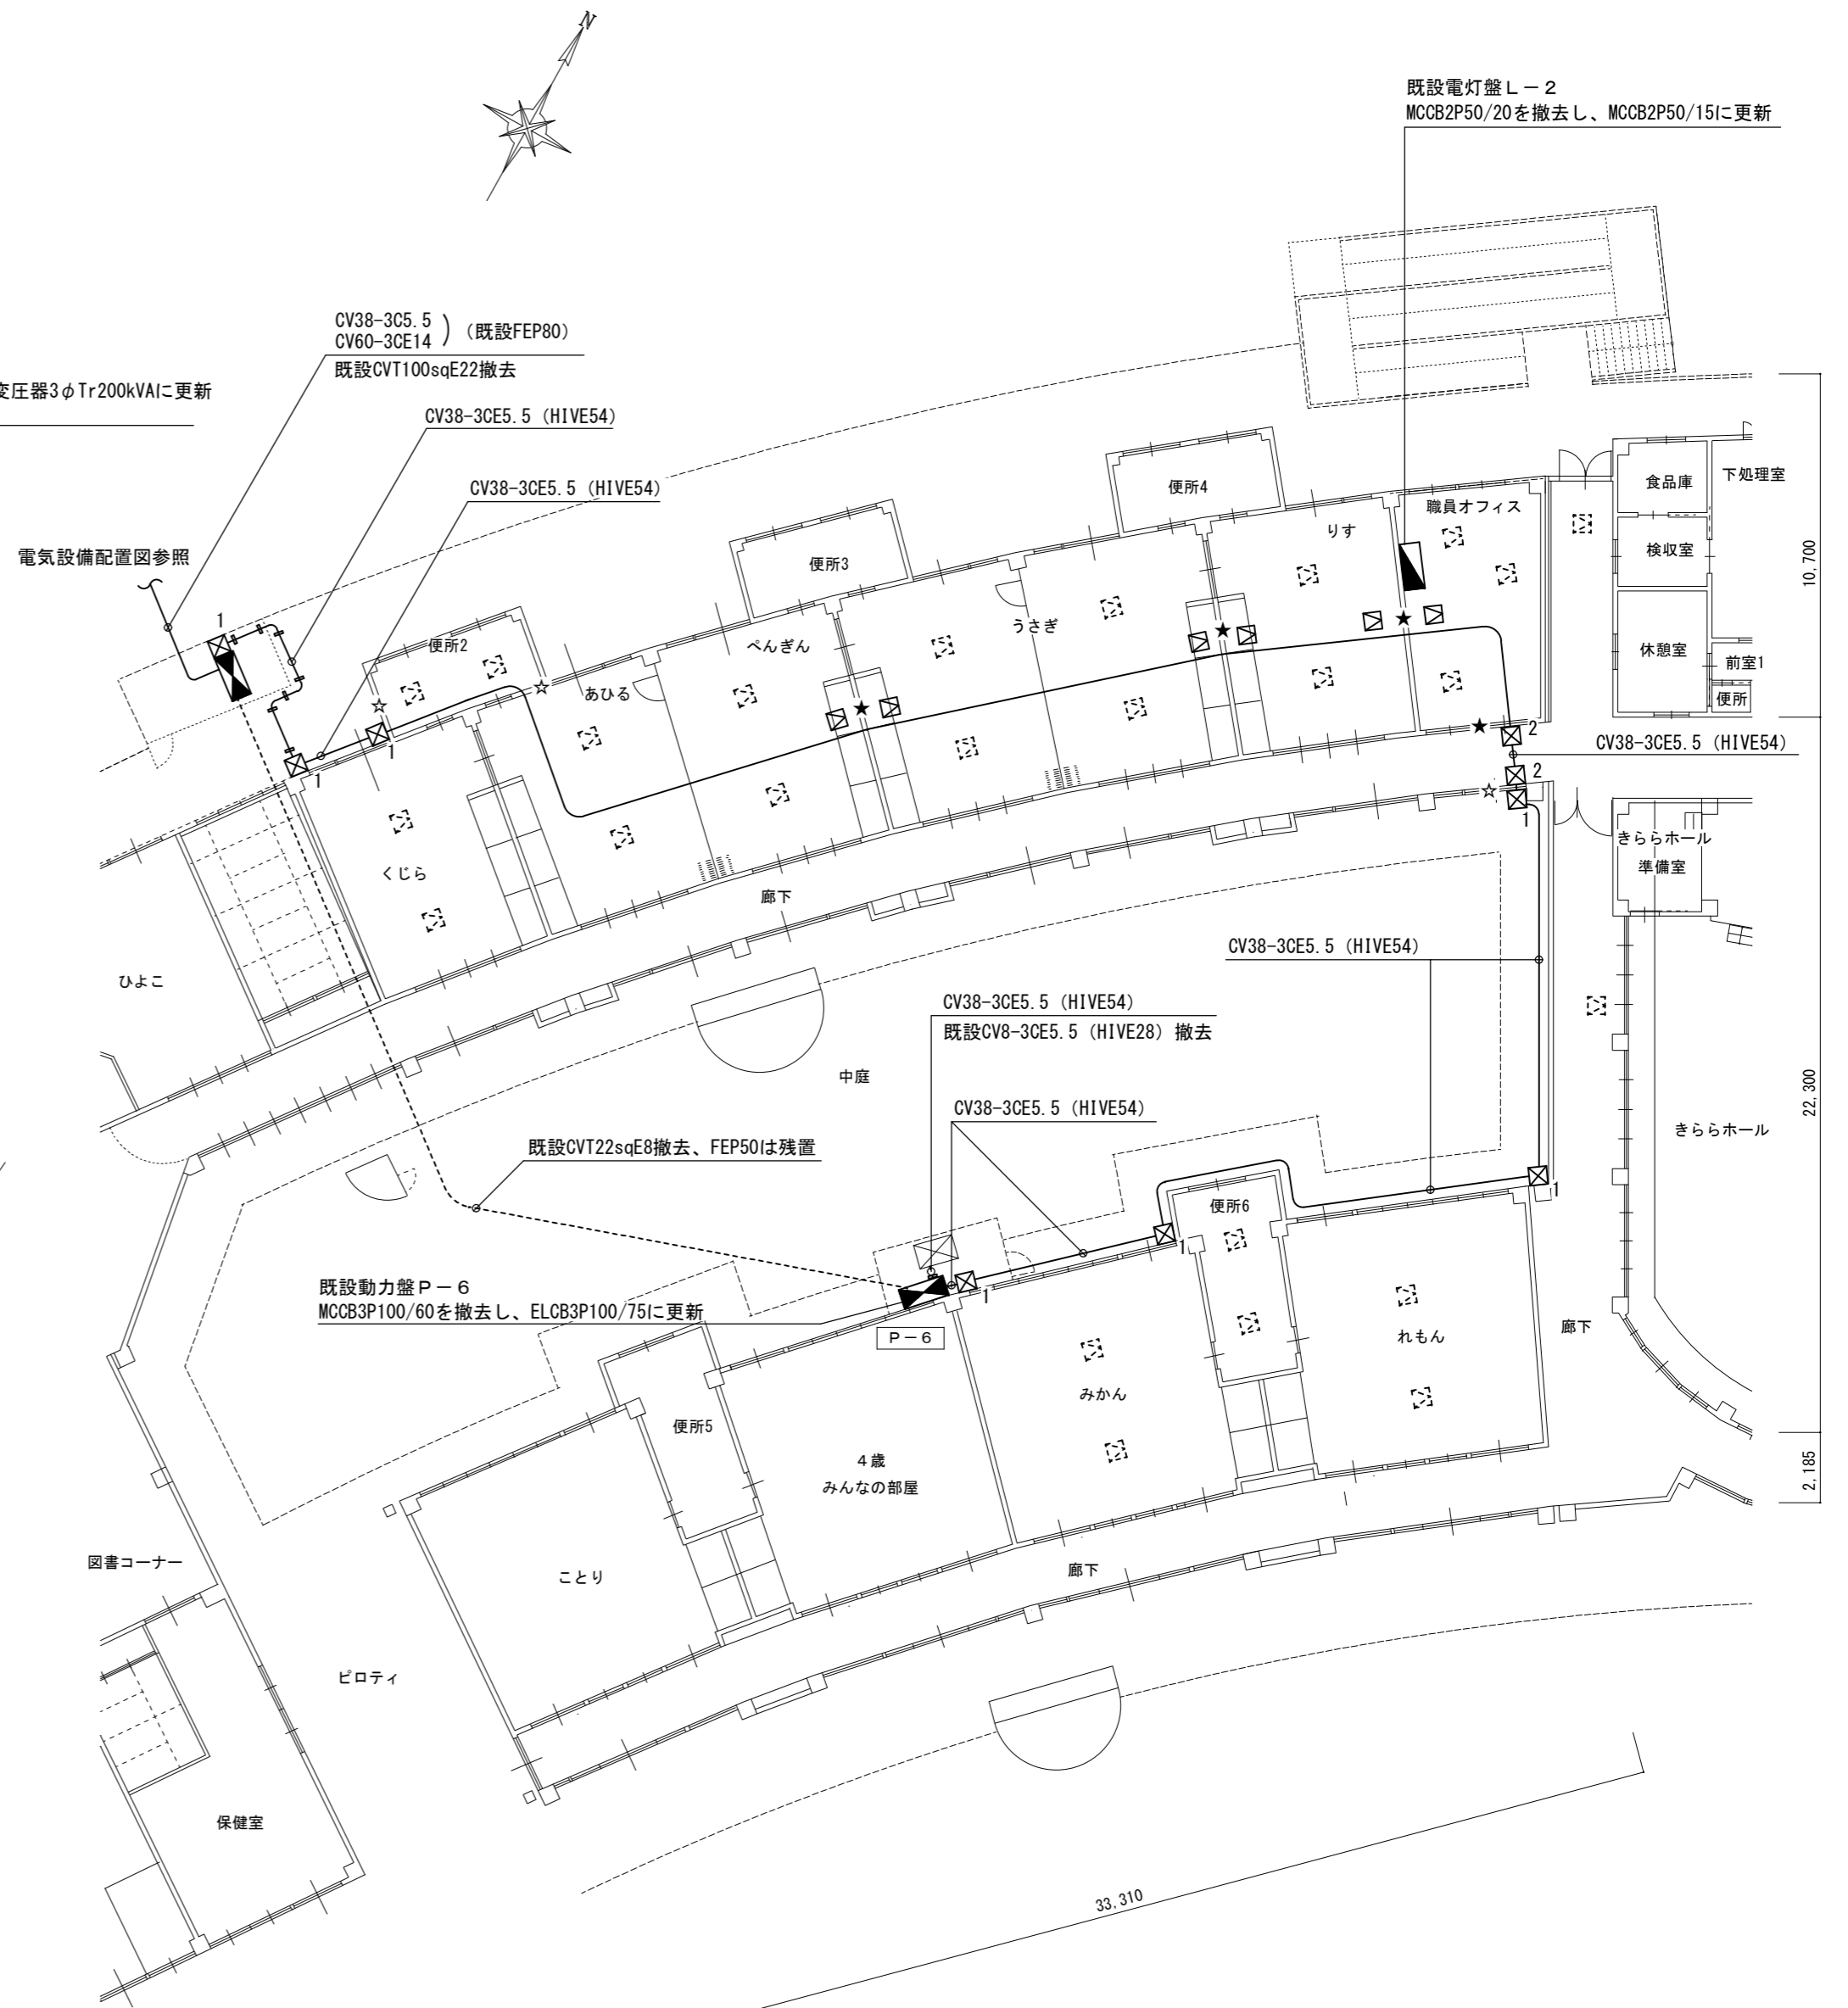 N
既設電灯盤L－2
MCCB2P50/20を撤去し、MCCB2P50/15に更新
CV38-3C5.5
CV60-3CE14
(既設FEP80)
既設CVT100sqE22撤去
変圧器3φTr200kVAに更新
CV38-3CE5.5 (HIVE54)
CV38-3CE5.5 (HIVE54)
電気設備配置図参照
1
便所2
便所3
便所4
りす
職員オフィス
食品庫
下処理室
検収室
休憩室
前室1
便所
10,700
あひる
ぺんぎん
うさぎ
1
1
2
CV38-3CE5.5 (HIVE54)
2
1
きららホール
準備室
くじら
廊下
ひよこ
CV38-3CE5.5 (HIVE54)
CV38-3CE5.5 (HIVE54)
既設CV8-3CE5.5 (HIVE28) 撤去
中庭
CV38-3CE5.5 (HIVE54)
22,300
きららホール
既設CVT22sqE8撤去、FEP50は残置
便所6
1
1
1
既設動力盤P－6
MCCB3P100/60を撤去し、ELCB3P100/75に更新
P－6
廊下
れもん
みかん
便所5
4歳
みんなの部屋
2,185
図書コーナー
ことり
廊下
ピロティ
保健室
33,310